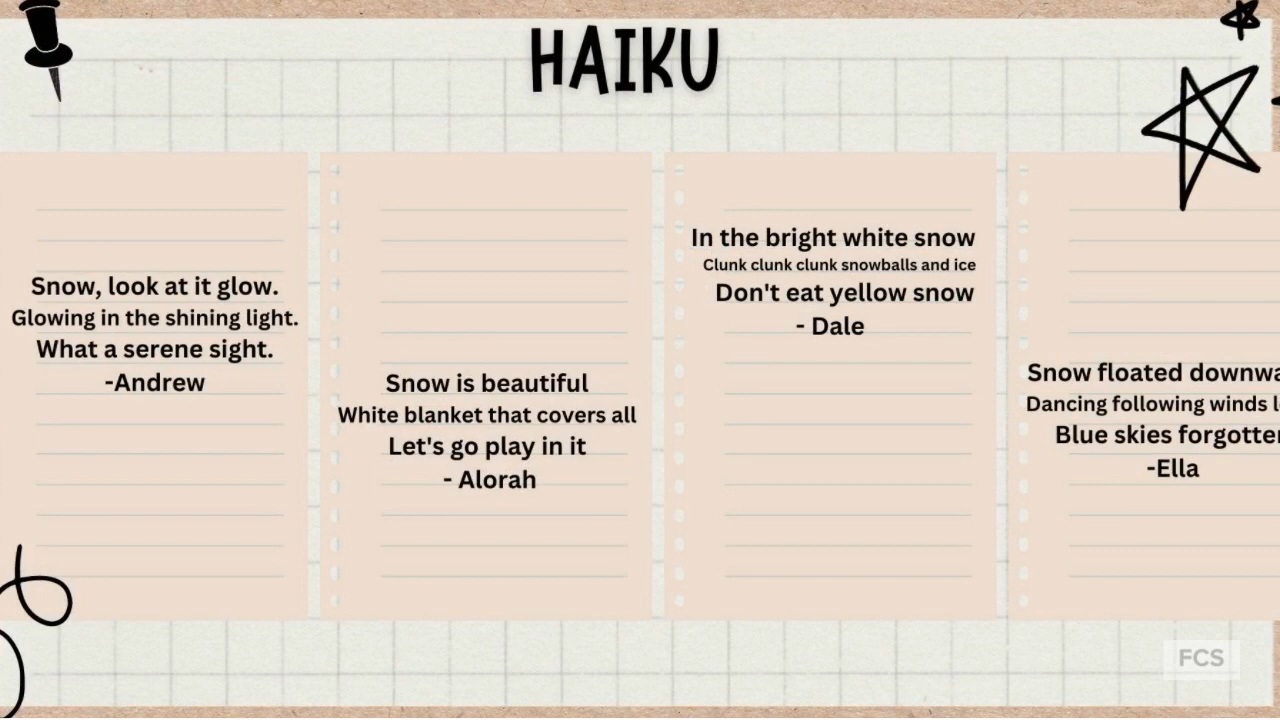 HAIKU
Snow, look at it glow.
Glowing in the shining light.
What a serene sight.
-Andrew
Snow is beautiful
White blanket that covers all
Let's go play in it
- Alorah
In the bright white snow
Clunk clunk clunk snowballs and ice
Don't eat yellow snow
- Dale
Snow floated
Dancing following winds
Blue skies
-Ella
FCS